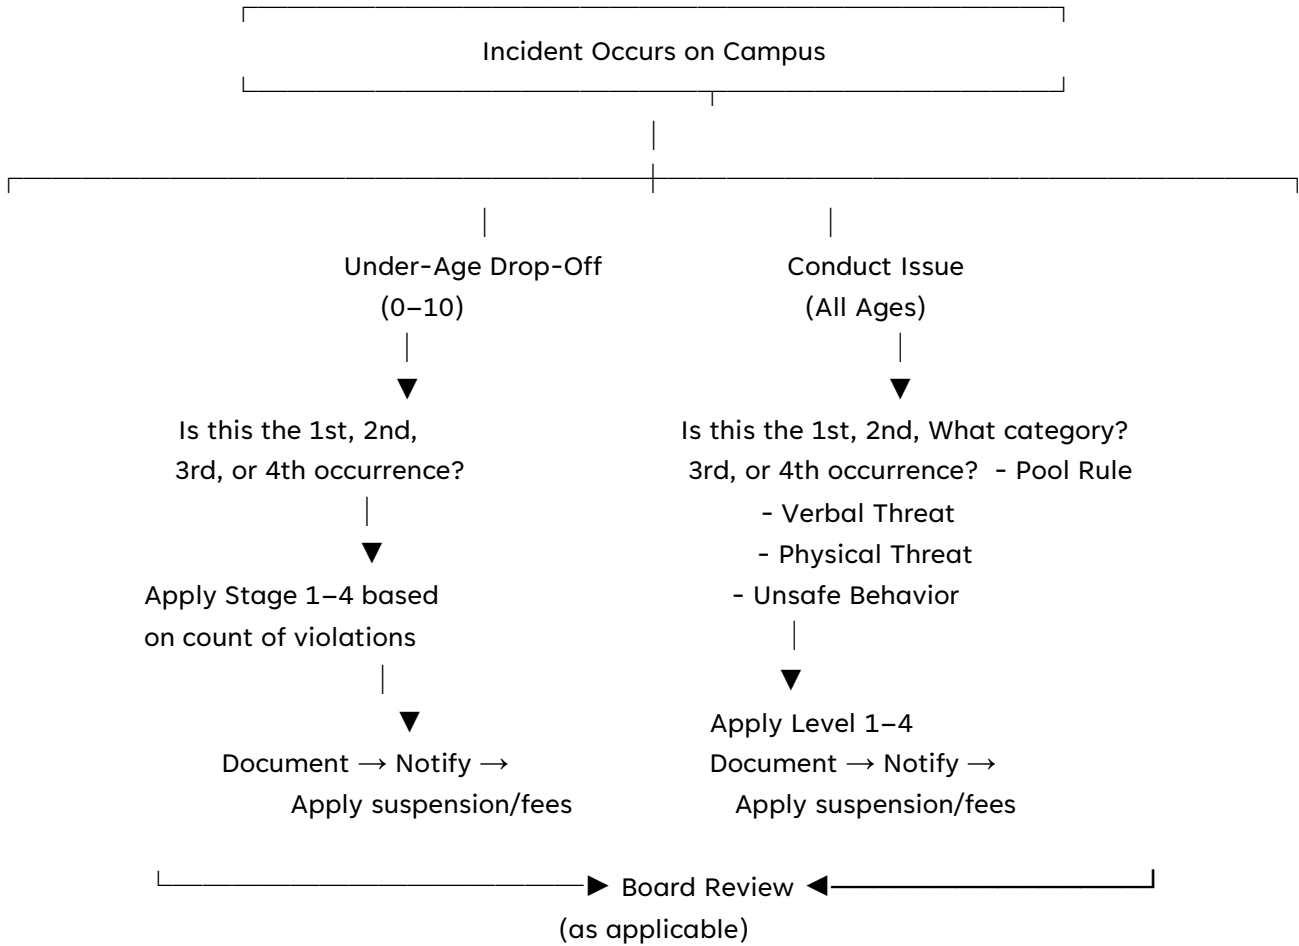 Incident Occurs on Campus
Under-Age Drop-Off Conduct Issue
(0–10) (All Ages)
Is this the 1st, 2nd, Is this the 1st, 2nd, What category?
3rd, or 4th occurrence? 3rd, or 4th occurrence? - Pool Rule
- Verbal Threat
- Physical Threat
Apply Stage 1–4 based - Unsafe Behavior
on count of violations
Apply Level 1–4
Document → Notify → Document → Notify →
Apply suspension/fees Apply suspension/fees
Board Review
(as applicable)